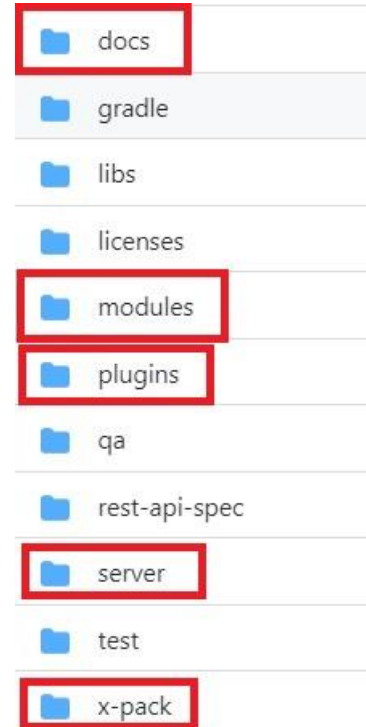 docs
gradle
libs
licenses
modules
plugins
qa
rest-api-spec
server
test
x-pack